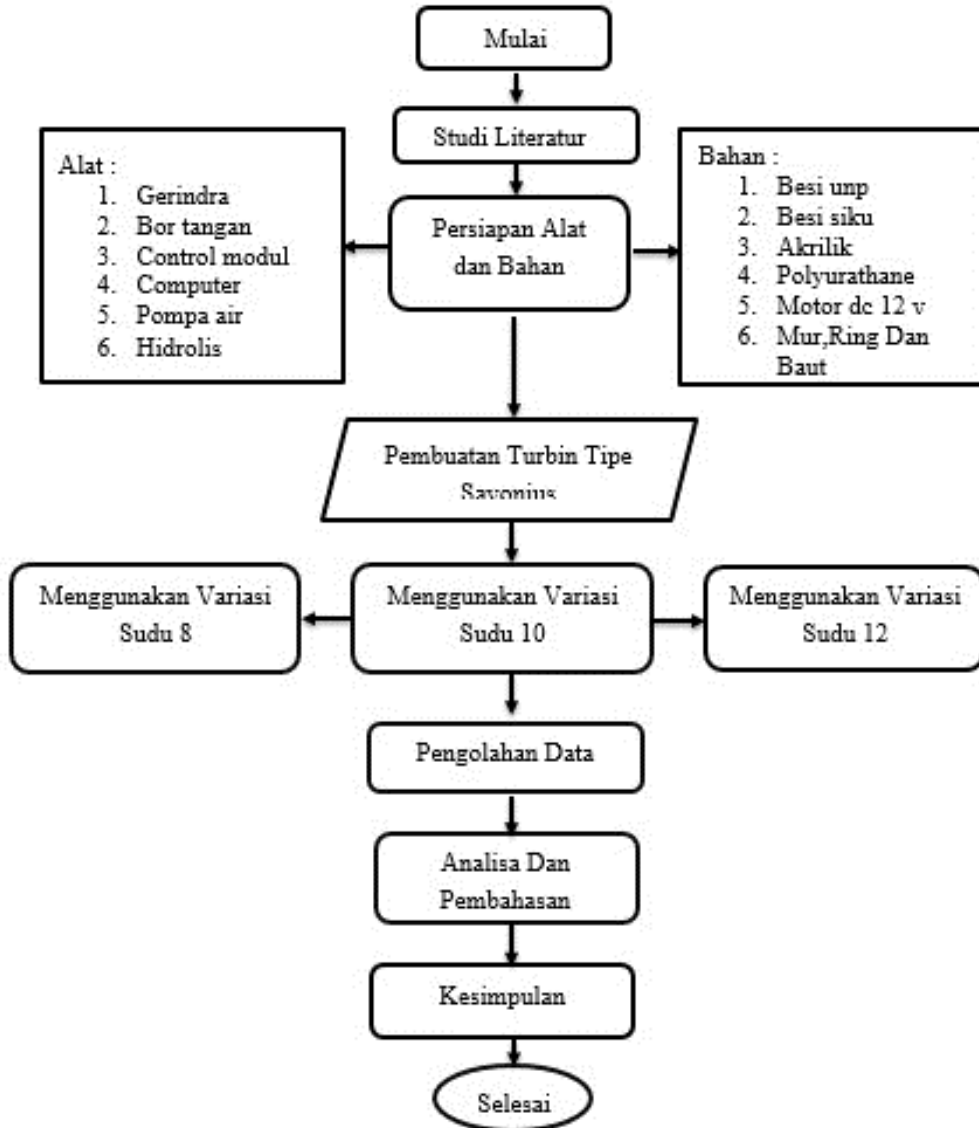 Mulai
Studi Literatur
Alat :
1. Gerindra
2. Bor tangan
3. Control modul
4. Computer
5. Pompa air
6. Hidrolis
Persiapan Alat
dan Bahan
Bahan :
1. Besi unp
2. Besi siku
3. Akrilik
4. Polyurathane
5. Motor dc 12 v
6. Mur,Ring Dan
Baut
Pembuatan Turbin Tipe
Savonius
Menggunakan Variasi
Sudu 8
Menggunakan Variasi
Sudu 10
Menggunakan Variasi
Sudu 12
Pengolahan Data
Analisa Dan
Pembahasan
Kesimpulan
Selesai